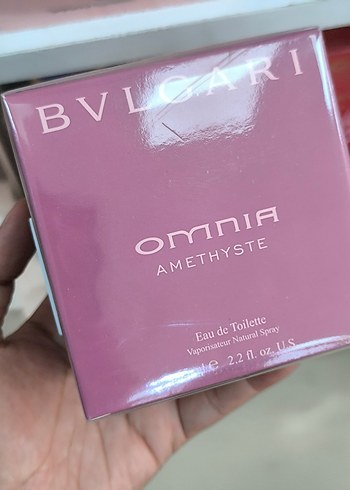 BVLGARI
OMNIA
AMETHYSTE
Eau de Toilette
Vaporisateur Natural Spray
e 2.2 fl. oz. U.S.